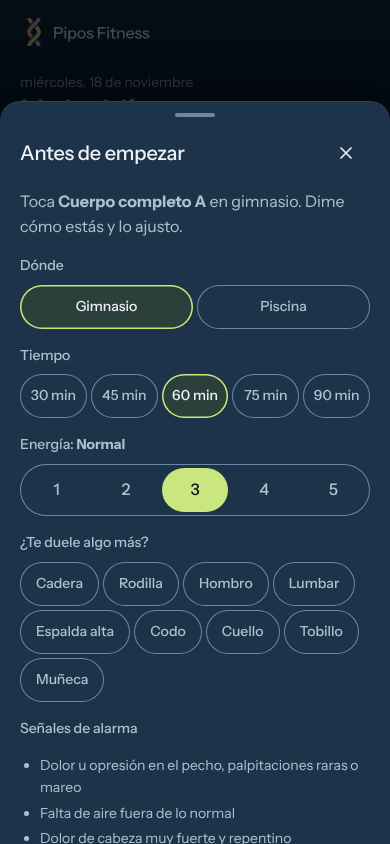 Pipos Fitness
miércoles, 18 de noviembre
Antes de empezar
Toca Cuerpo completo A en gimnasio. Dime
cómo estás y lo ajusto.
Dónde
Gimnasio Piscina
Tiempo
30 min 45 min 60 min 75 min 90 min
Energía: Normal
1 2 3 4 5
¿Te duele algo más?
Cadera Rodilla Hombro Lumbar
Espalda alta Codo Cuello Tobillo
Muñeca
Señales de alarma
• Dolor u opresión en el pecho, palpitaciones raras o
mareo
• Falta de aire fuera de lo normal
• Dolor de cabeza muy fuerte y repentino